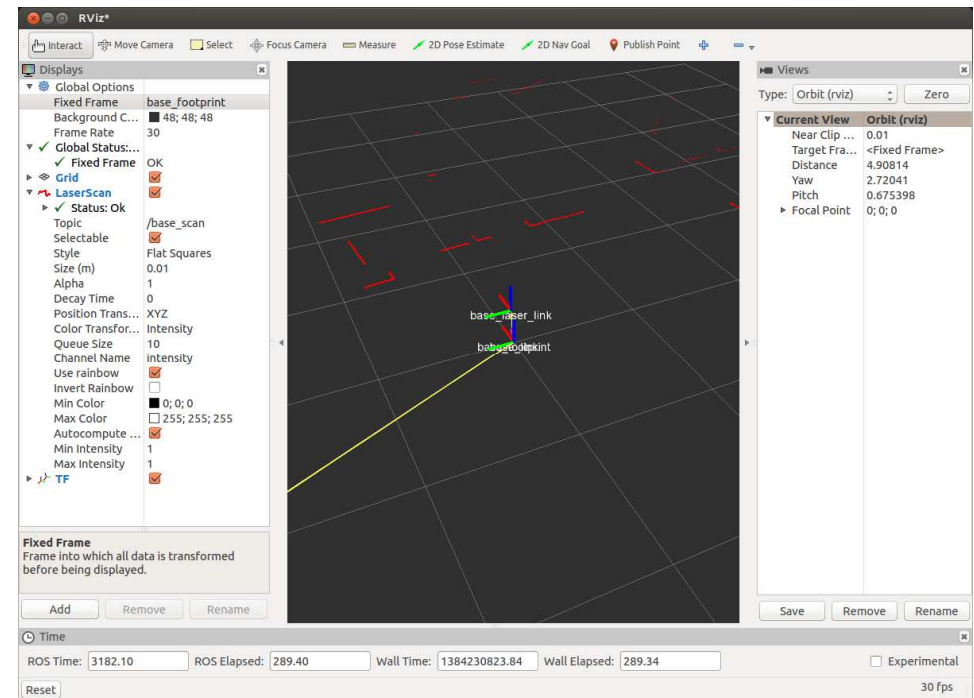 RViz*
Interact Move Camera Select Focus Camera Measure 2D Pose Estimate 2D Nav Goal Publish Point
Displays
Global Options
Fixed Frame base_footprint
Background C... 48; 48; 48
Frame Rate 30
Global Status:...
Fixed Frame OK
Grid
LaserScan
Status: Ok
Topic /base_scan
Selectable
Style Flat Squares
Size (m) 0.01
Alpha 1
Decay Time 0
Position Trans... XYZ
Color Transfor... Intensity
Queue Size 10
Channel Name intensity
Use rainbow
Invert Rainbow
Min Color 0; 0; 0
Max Color 255; 255; 255
Autocompute ...
Min Intensity 1
Max Intensity 1
TF
Fixed Frame
Frame into which all data is transformed
before being displayed.
Add Remove Rename
base_laser_link
Views
Type: Orbit (rviz) Zero
Current View Orbit (rviz)
Near Clip ... 0.01
Target Fra... <Fixed Frame>
Distance 4.90814
Yaw 2.72041
Pitch 0.675398
Focal Point 0; 0; 0
Save Remove Rename
Time
ROS Time: 3182.10 ROS Elapsed: 289.40 Wall Time: 1384230823.84 Wall Elapsed: 289.34 Experimental
Reset 30 fps